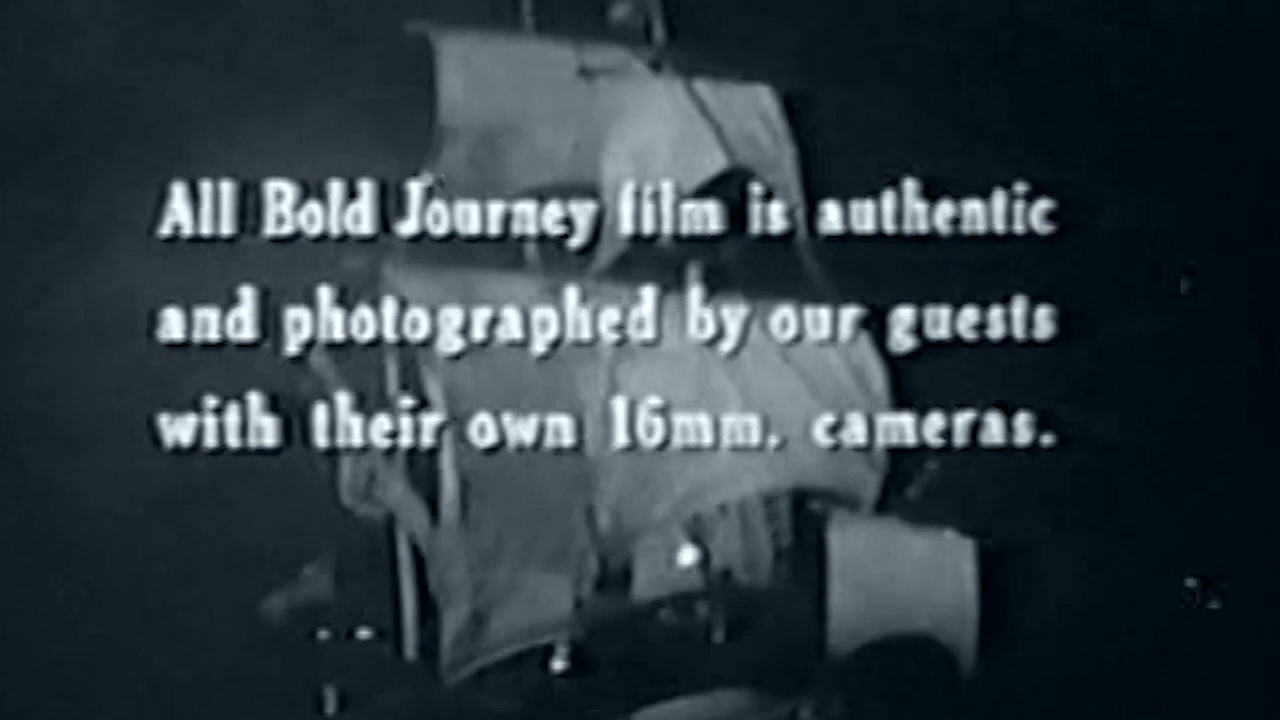 All Bold Journey film is authentic
and photographed by our guests
with their own 16mm. cameras.